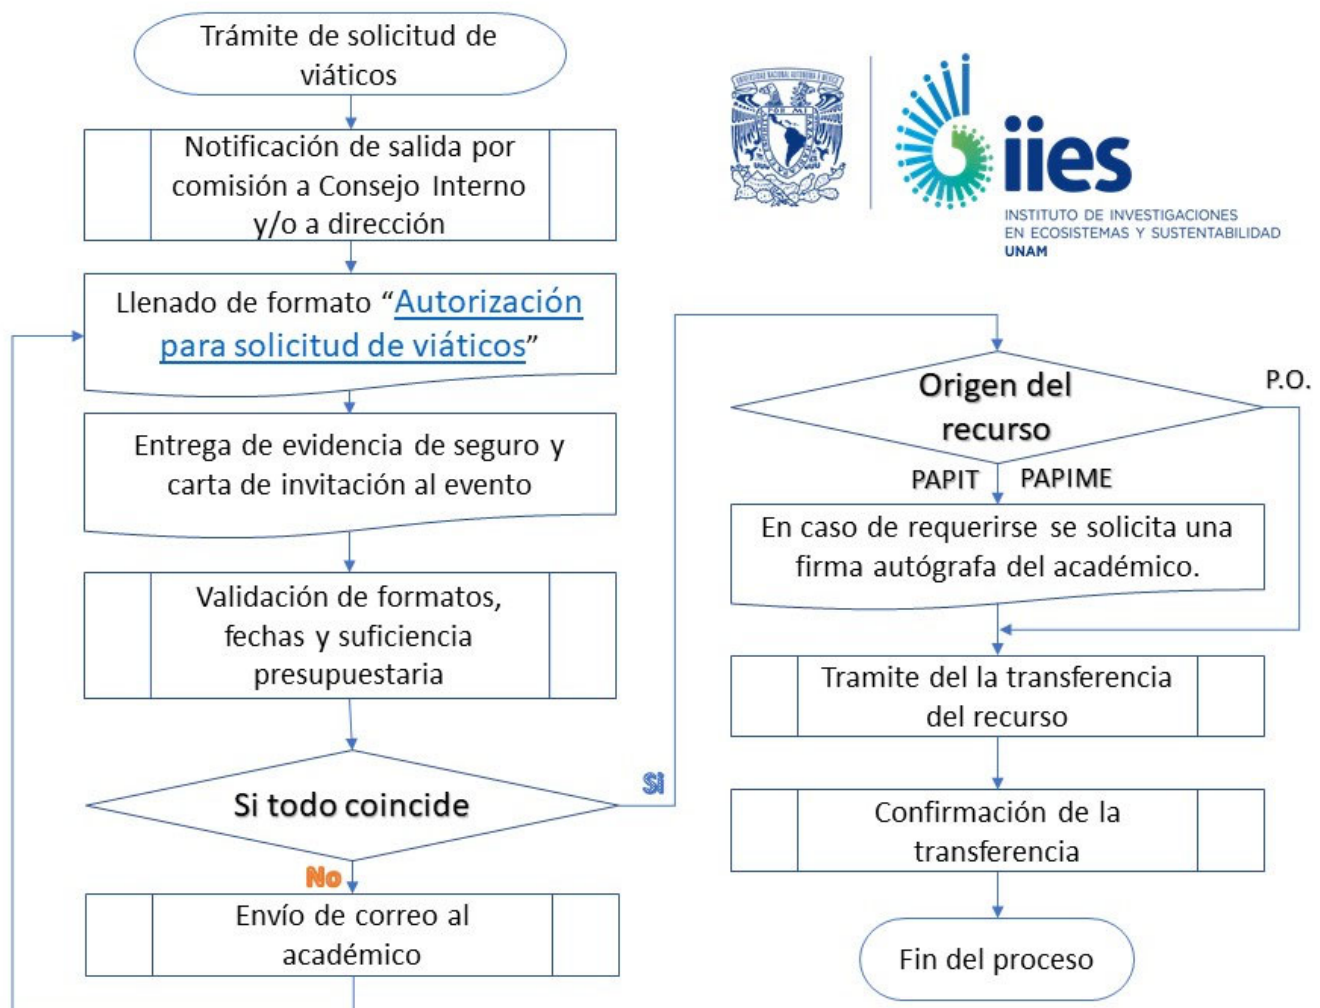 Trámite de solicitud de
viáticos
Notificación de salida por
comisión a Consejo Interno
y/o a dirección
Llenado de formato “Autorización
para solicitud de viáticos”
Entrega de evidencia de seguro y
carta de invitación al evento
Validación de formatos,
fechas y suficiencia
presupuestaria
Si todo coincide
Si
No
Envío de correo al
académico
iies
INSTITUTO DE INVESTIGACIONES
EN ECOSISTEMAS Y SUSTENTABILIDAD
UNAM
Origen del
recurso
P.O.
PAPIT PAPIME
En caso de requerirse se solicita una
firma autógrafa del académico.
Tramite del la transferencia
del recurso
Confirmación de la
transferencia
Fin del proceso